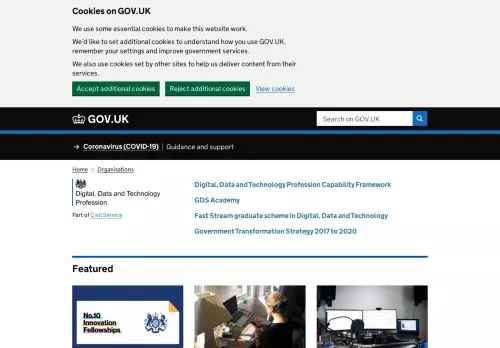 Cookies on GOV.UK
We use some essential cookies to make this website work.
We'd like to set additional cookies to understand how you use GOV.UK,
remember your settings and improve government services.
We also use cookies set by other sites to help us deliver content from their
services.
Accept additional cookies
Reject additional cookies
View cookies
GOV.UK
Search on GOV.UK
→ Coronavirus (COVID-19) | Guidance and support
Home > Organisations
Digital, Data and Technology
Profession
Part of Civil Service
Digital, Data and Technology Profession Capability Framework
GDS Academy
Fast Stream graduate scheme in Digital, Data and Technology
Government Transformation Strategy 2017 to 2020
Featured
No.10
Innovation
Fellowships